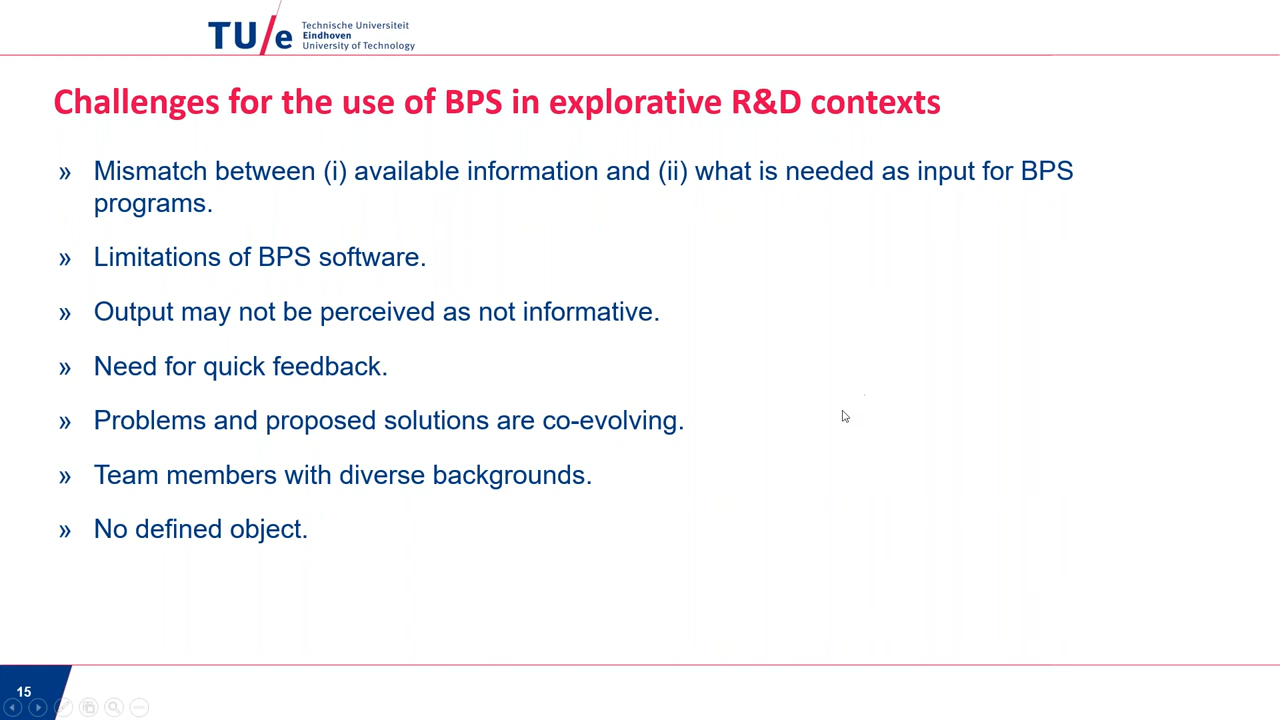 TU/e
Technische Universiteit
Eindhoven
University of Technology
Challenges for the use of BPS in explorative R&D contexts
» Mismatch between (i) available information and (ii) what is needed as input for BPS
programs.
» Limitations of BPS software.
» Output may not be perceived as not informative.
» Need for quick feedback.
» Problems and proposed solutions are co-evolving.
» Team members with diverse backgrounds.
» No defined object.
15